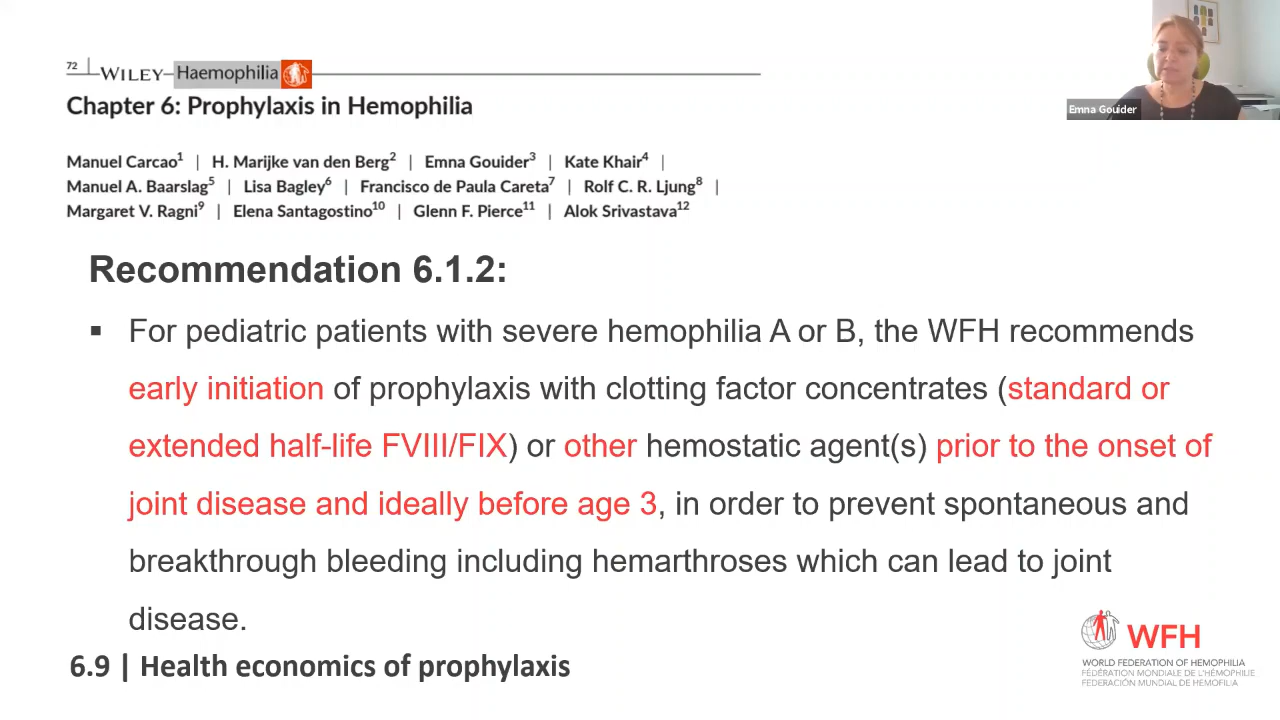 72 WILEY Haemophilia
Chapter 6: Prophylaxis in Hemophilia
Manuel Carcao1 | H. Marijke van den Berg2 | Emna Gouider3 | Kate Khair4 |
Manuel A. Baarslag5 | Lisa Bagley6 | Francisco de Paula Careta7 | Rolf C. R. Ljung8 |
Margaret V. Ragni9 | Elena Santagostino10 | Glenn F. Pierce11 | Alok Srivastava12
Emna Gouider
Recommendation 6.1.2:
▪ For pediatric patients with severe hemophilia A or B, the WFH recommends
early initiation of prophylaxis with clotting factor concentrates (standard or
extended half-life FVIII/FIX) or other hemostatic agent(s) prior to the onset of
joint disease and ideally before age 3, in order to prevent spontaneous and
breakthrough bleeding including hemarthroses which can lead to joint
disease.
6.9 | Health economics of prophylaxis
WFH
WORLD FEDERATION OF HEMOPHILIA
FÉDÉRATION MONDIALE DE L'HÉMOPHILIE
FEDERACIÓN MUNDIAL DE HEMOFILIA